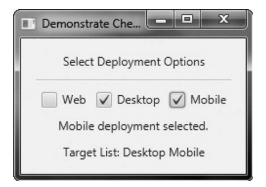 Demonstrate Che...
Select Deployment Options
Web Desktop Mobile
Mobile deployment selected.
Target List: Desktop Mobile